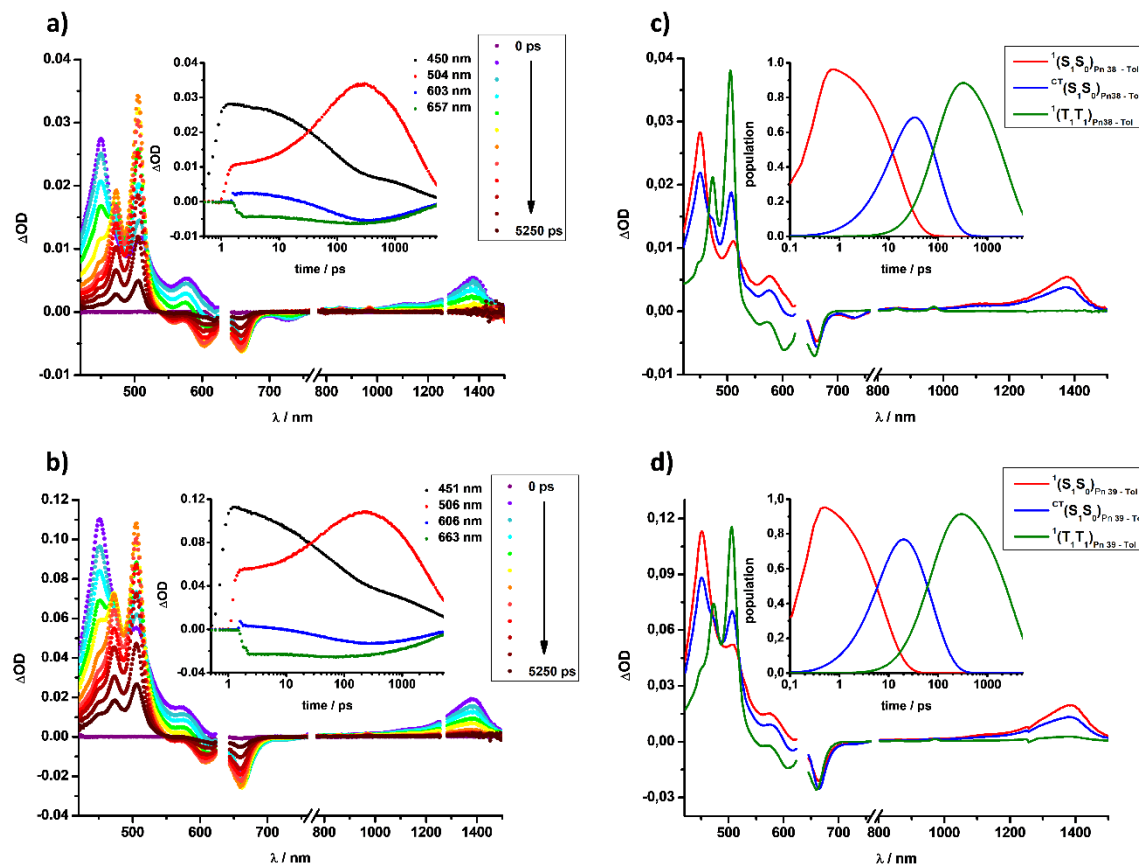 a)
0.04
0.03
0.02
0.01
0.00
-0.01
ΔOD
500
600
700
800
1000
1200
1400
λ / nm
0.04
0.03
0.02
0.01
0.00
-0.01
ΔOD
1
10
100
1000
time / ps
450 nm
504 nm
603 nm
657 nm
0 ps
5250 ps
c)
0,04
0,03
0,02
0,01
0,00
-0,01
ΔOD
500
600
700
800
1000
1200
1400
λ / nm
1,0
0,8
0,6
0,4
0,2
0,0
population
0,1
1
10
100
1000
time / ps
¹(S₁S₀)Pn 38 - Tol
CT(S₁S₀)Pn38 - Tol
¹(T₁T₁)Pn38 - Tol
b)
0.12
0.10
0.08
0.06
0.04
0.02
0.00
-0.02
-0.04
ΔOD
500
600
700
800
1000
1200
1400
λ / nm
0.12
0.08
0.04
0.00
-0.04
ΔOD
1
10
100
1000
time / ps
451 nm
506 nm
606 nm
663 nm
0 ps
5250 ps
d)
0,12
0,09
0,06
0,03
0,00
-0,03
ΔOD
500
600
700
800
1000
1200
1400
λ / nm
1,0
0,8
0,6
0,4
0,2
0,0
population
0,1
1
10
100
1000
time / ps
¹(S₁S₀)Pn 39 - Tol
CT(S₁S₀)Pn 39 - Tol
¹(T₁T₁)Pn 39 - Tol